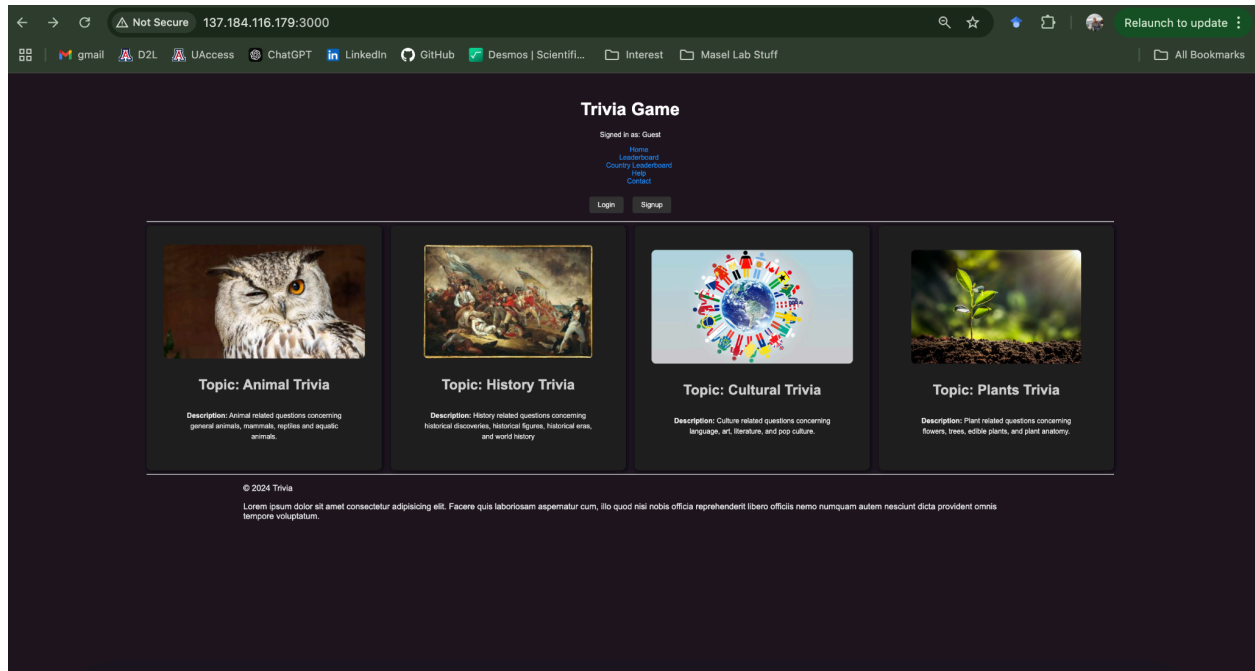 Not Secure 137.184.116.179:3000
Relaunch to update
gmail D2L UAccess ChatGPT LinkedIn GitHub Desmos | Scientifi... Interest Masel Lab Stuff All Bookmarks
Trivia Game
Signed in as: Guest
Home
Leaderboard
Country Leaderboard
Help
Contact
Login Signup
Topic: Animal Trivia
Description: Animal related questions concerning
general animals, mammals, reptiles and aquatic
animals.
Topic: History Trivia
Description: History related questions concerning
historical discoveries, historical figures, historical eras,
and world history
Topic: Cultural Trivia
Description: Culture related questions concerning
language, art, literature, and pop culture.
Topic: Plants Trivia
Description: Plant related questions concerning
flowers, trees, edible plants, and plant anatomy.
© 2024 Trivia
Lorem ipsum dolor sit amet consectetur adipisicing elit. Facere quis laboriosam aspernatur cum, illo quod nisi nobis officia reprehenderit libero officiis nemo numquam autem nesciunt dicta provident omnis
tempore voluptatum.